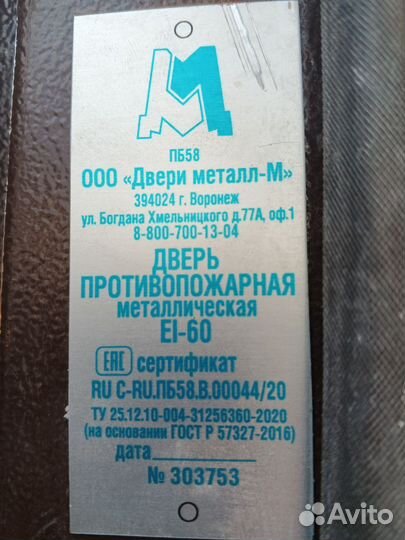 ПБ58
ООО «Двери металл-М»
394024 г. Воронеж
ул. Богдана Хмельницкого д.77А, оф.1
8-800-700-13-04
ДВЕРЬ
ПРОТИВОПОЖАРНАЯ
металлическая
EI-60
EAC сертификат
RU C-RU.ПБ58.В.00044/20
ТУ 25.12.10-004-31256360-2020
(на основании ГОСТ Р 57327-2016)
дата__________
№ 303753
Avito